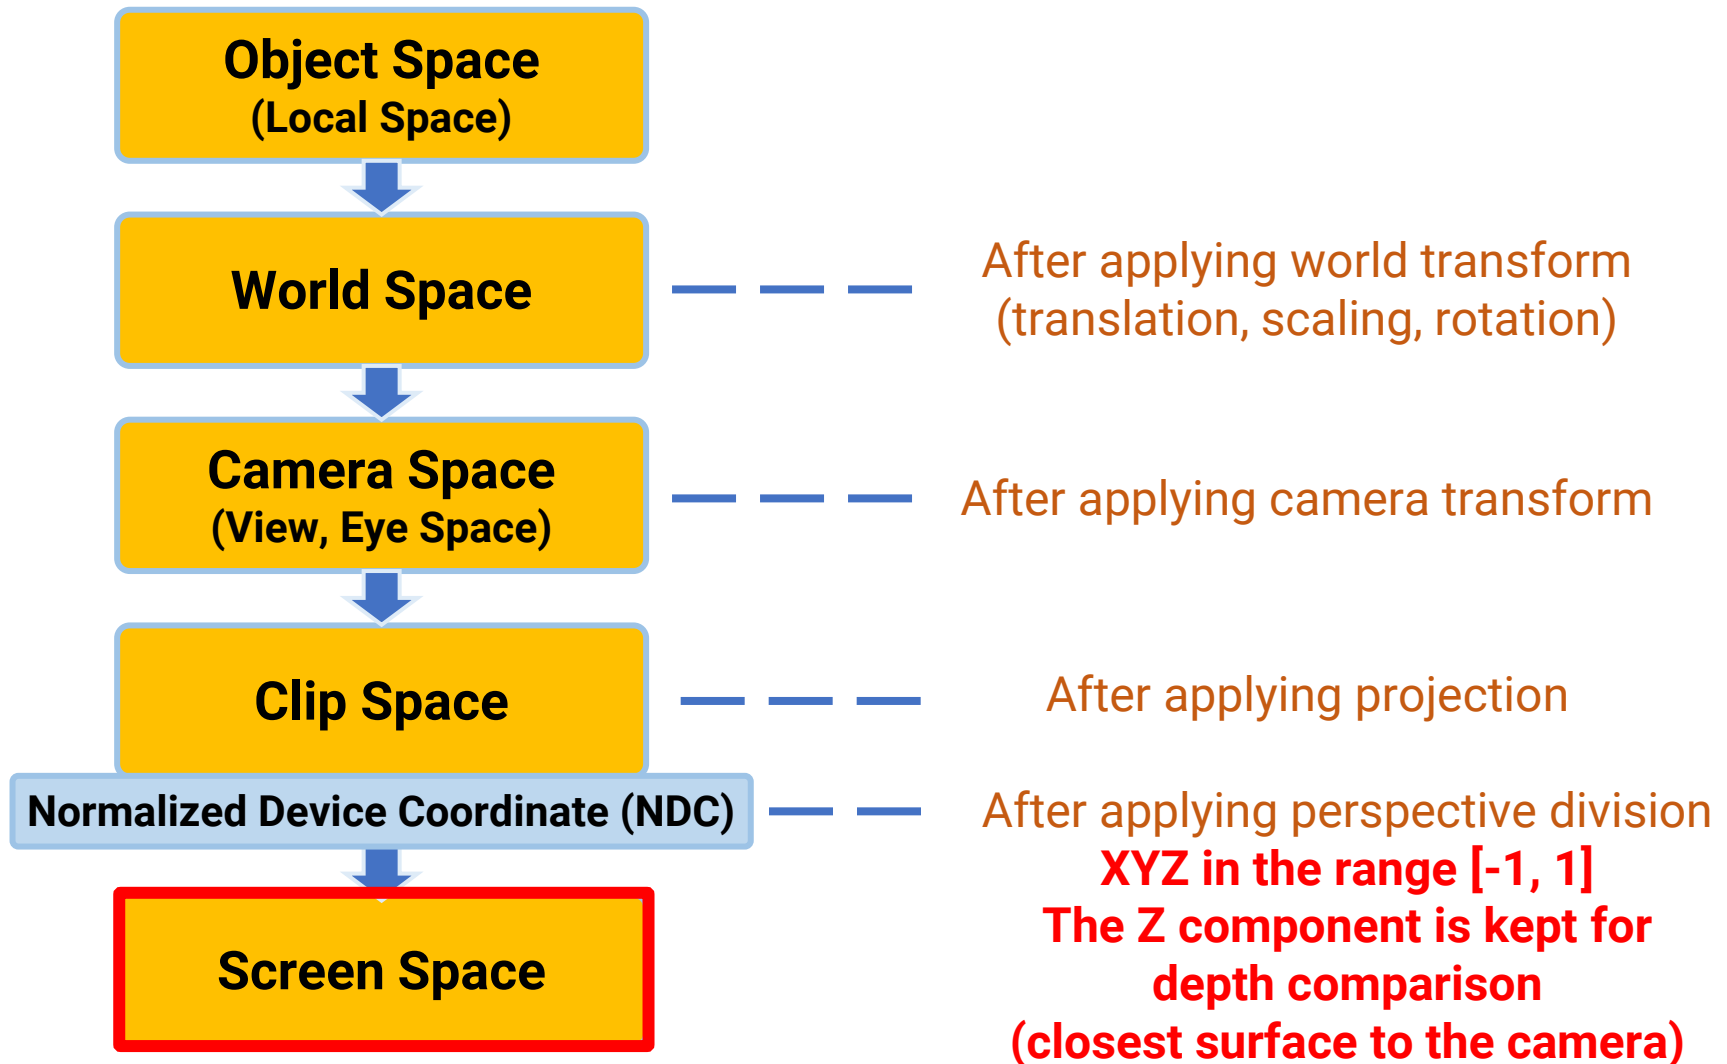 Object Space
(Local Space)
World Space
After applying world transform
(translation, scaling, rotation)
Camera Space
(View, Eye Space)
After applying camera transform
Clip Space
After applying projection
Normalized Device Coordinate (NDC)
After applying perspective division
XYZ in the range [-1, 1]
The Z component is kept for
depth comparison
(closest surface to the camera)
Screen Space